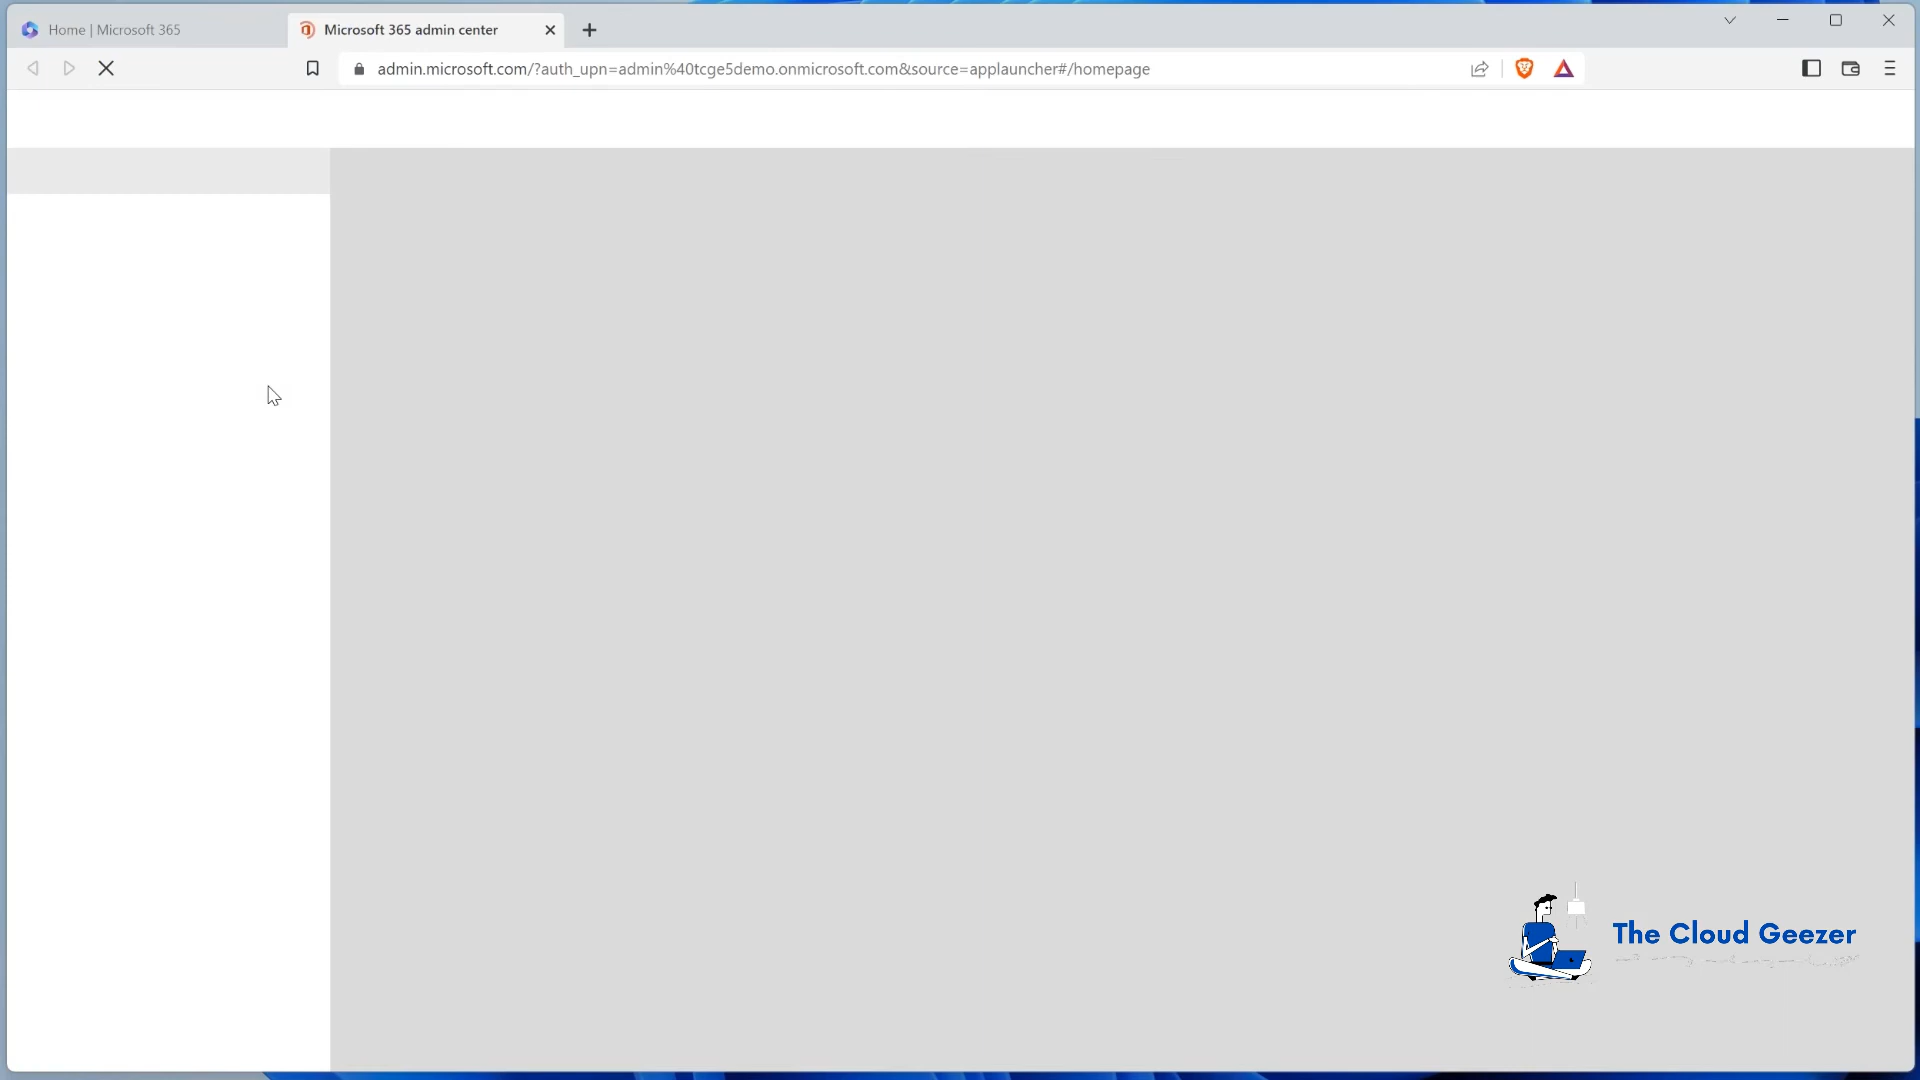 Home | Microsoft 365
Microsoft 365 admin center
admin.microsoft.com/?auth_upn=admin%40tcge5demo.onmicrosoft.com&source=applauncher#/homepage
The Cloud Geezer